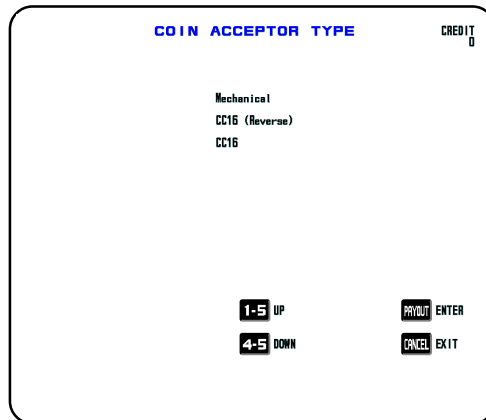 COIN ACCEPTOR TYPE
CREDIT
0
Mechanical
CC16 (Reverse)
CC16
1-5 UP
PAYOUT ENTER
4-5 DOWN
CANCEL EXIT